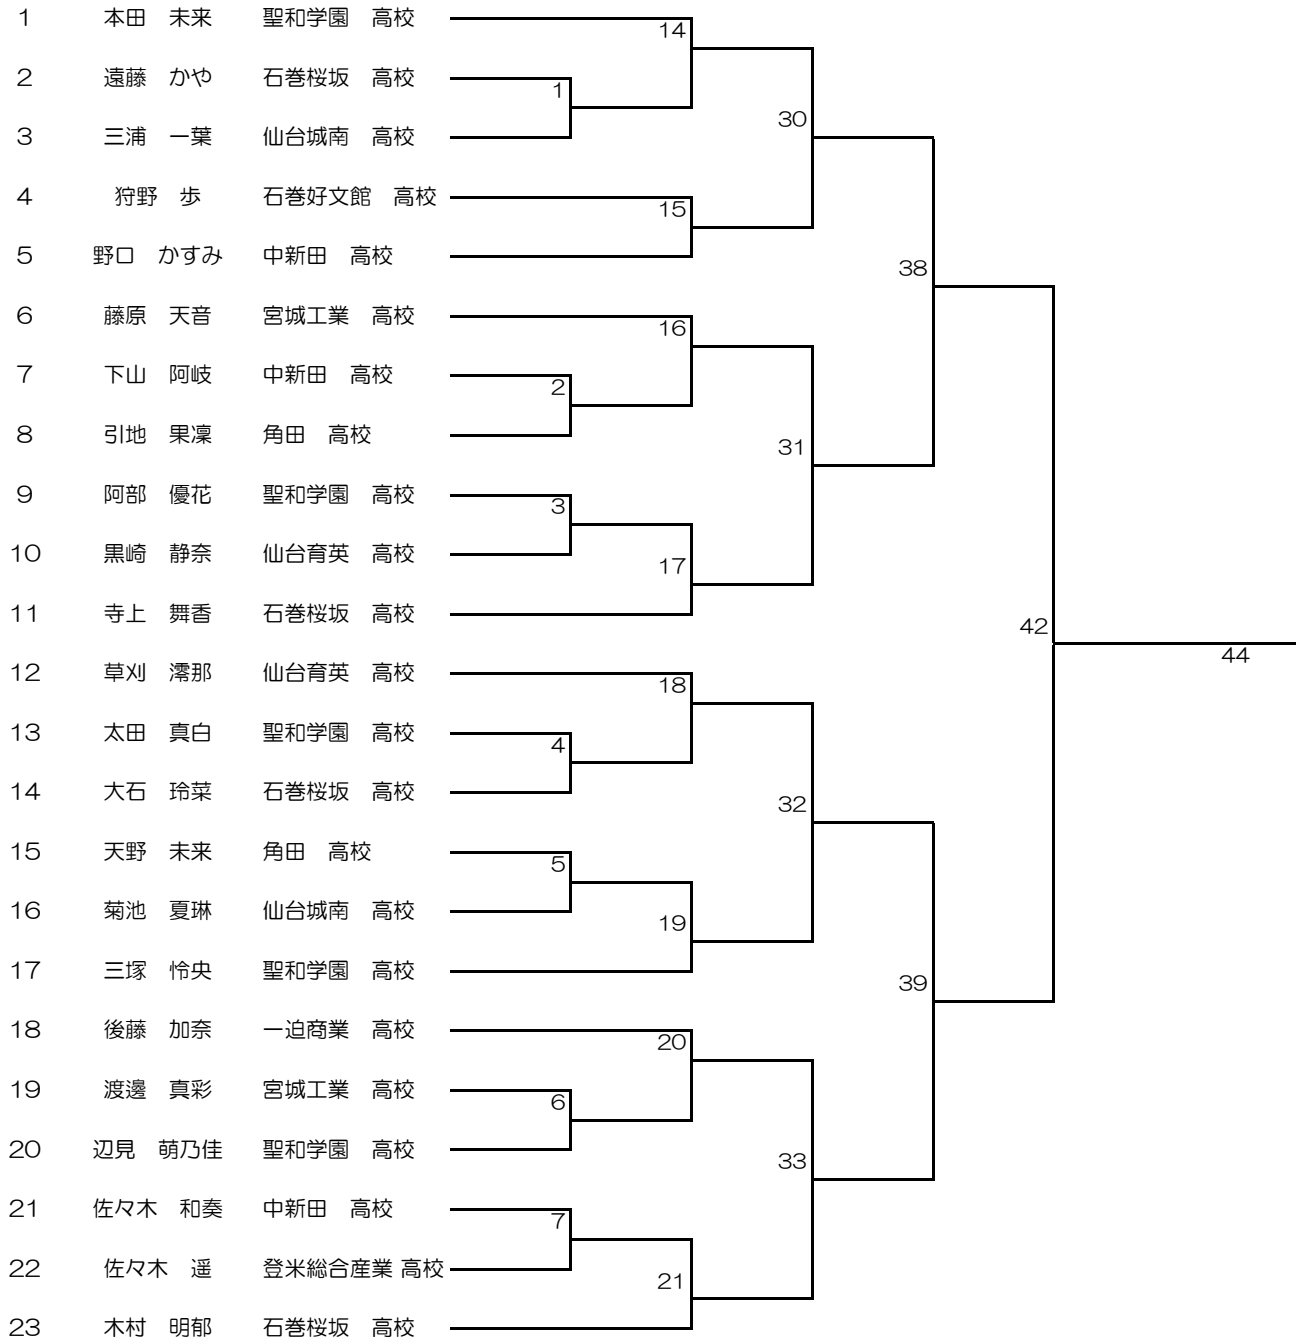 1 本田 未来 聖和学園 高校
14
2 遠藤 かや 石巻桜坂 高校
1
30
3 三浦 一葉 仙台城南 高校
4 狩野 歩 石巻好文館 高校
15
5 野口 かすみ 中新田 高校
38
6 藤原 天音 宮城工業 高校
16
7 下山 阿岐 中新田 高校
2
8 引地 果凜 角田 高校
31
9 阿部 優花 聖和学園 高校
3
10 黒崎 静奈 仙台育英 高校
17
11 寺上 舞香 石巻桜坂 高校
42
44
12 草刈 澪那 仙台育英 高校
18
13 太田 真白 聖和学園 高校
4
14 大石 玲菜 石巻桜坂 高校
32
15 天野 未来 角田 高校
5
16 菊池 夏琳 仙台城南 高校
19
17 三塚 怜央 聖和学園 高校
39
18 後藤 加奈 一迫商業 高校
20
19 渡邊 真彩 宮城工業 高校
6
20 辺見 萌乃佳 聖和学園 高校
33
21 佐々木 和奏 中新田 高校
7
22 佐々木 遥 登米総合産業 高校
21
23 木村 明郁 石巻桜坂 高校